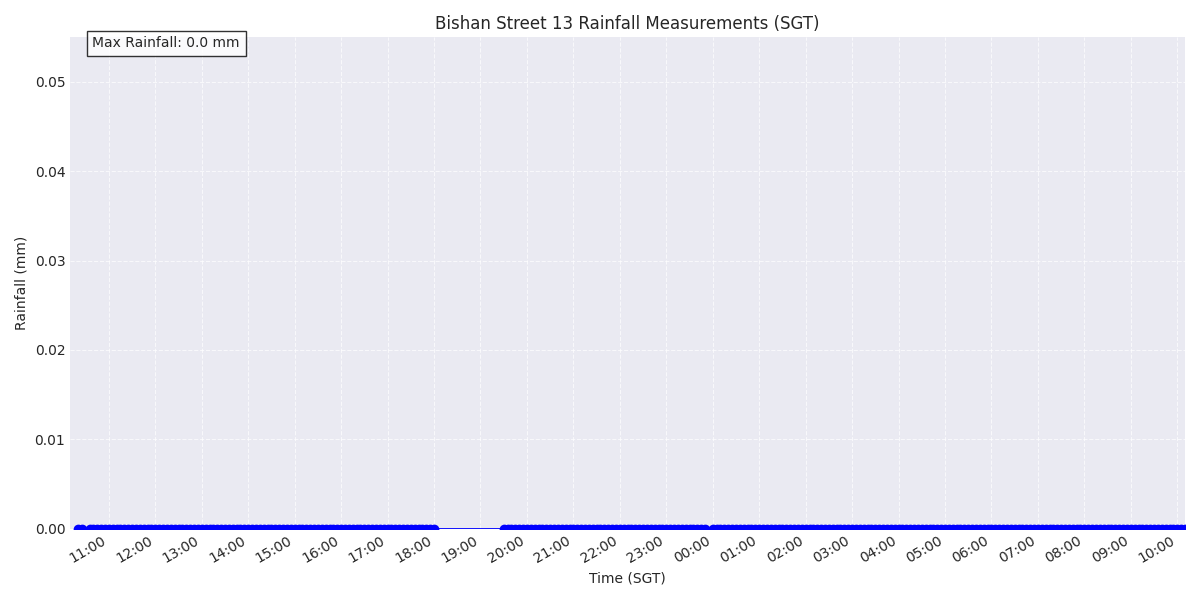 Bishan Street 13 Rainfall Measurements (SGT)
Max Rainfall: 0.0 mm
0.05
0.04
0.03
0.02
0.01
0.00
Rainfall (mm)
11:00 12:00 13:00 14:00 15:00 16:00 17:00 18:00 19:00 20:00 21:00 22:00 23:00 00:00 01:00 02:00 03:00 04:00 05:00 06:00 07:00 08:00 09:00 10:00
Time (SGT)